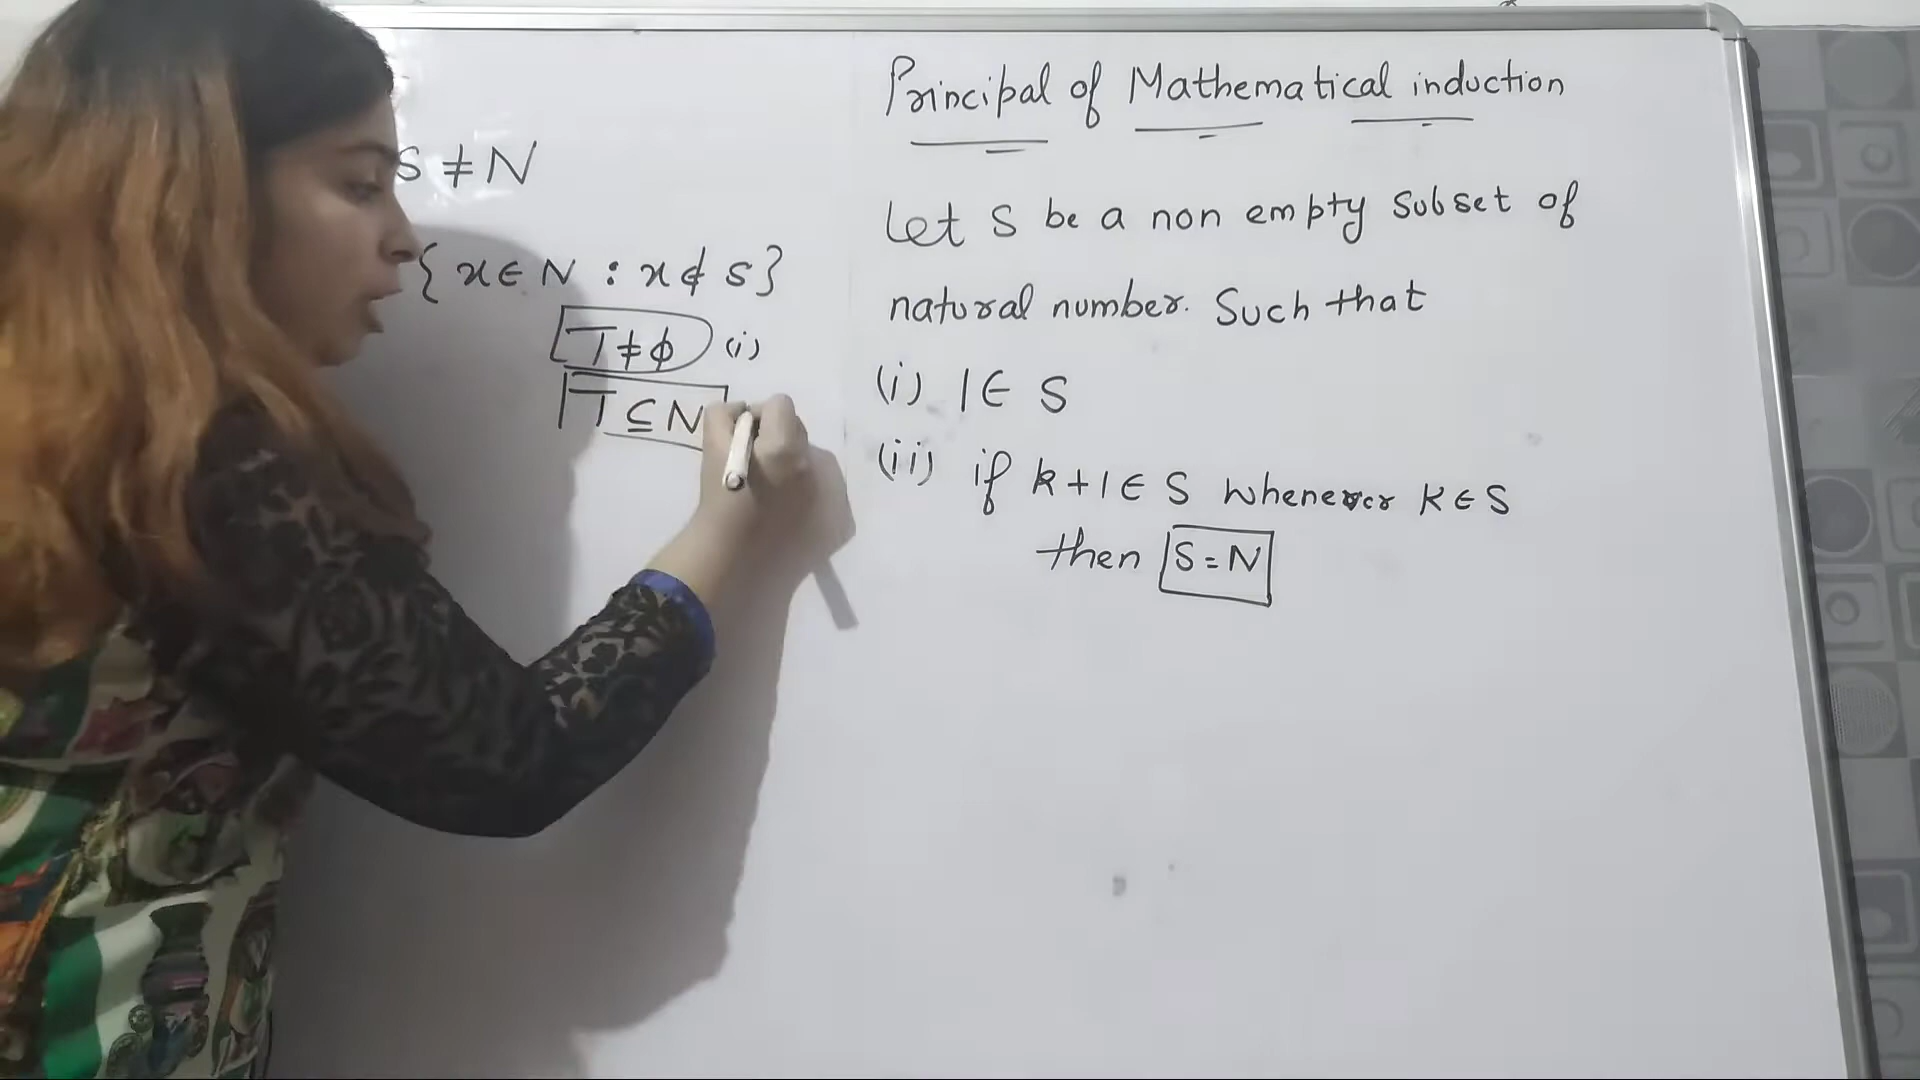 S ≠ N
{ x ∈ N : x ∉ S }
T ≠ ϕ (i)
T ⊆ N
Principal of Mathematical induction
Let S be a non empty subset of
natural number. Such that
(i) 1 ∈ S
(ii) if k + 1 ∈ S whenever k ∈ S
then S = N